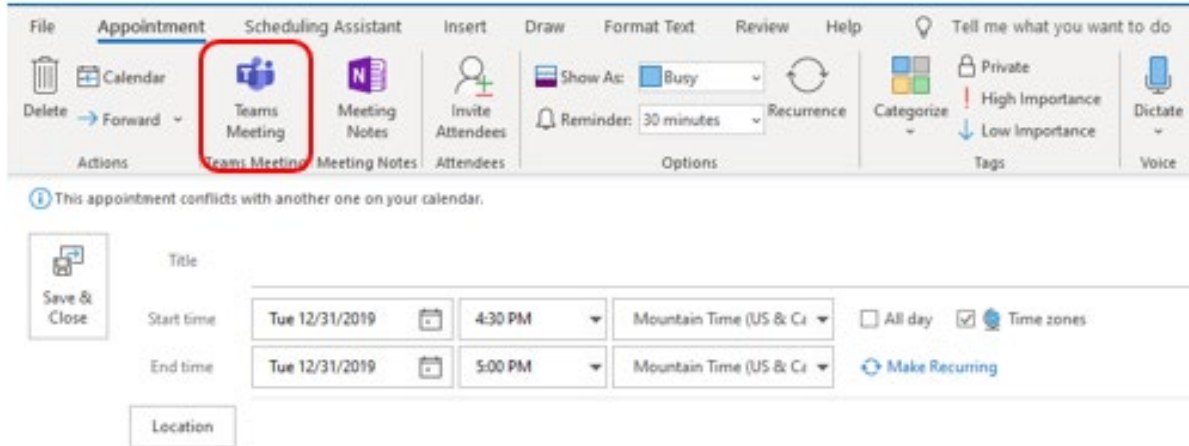 File Appointment Scheduling Assistant Insert Draw Format Text Review Help Tell me what you want to do
Delete
Calendar
Forward
Actions
Teams Meeting
Teams Meeting
Meeting Notes
Meeting Notes
Invite Attendees
Attendees
Show As: Busy
Reminder: 30 minutes
Recurrence
Options
Categorize
Private
High Importance
Low Importance
Tags
Dictate
Voice
This appointment conflicts with another one on your calendar.
Save & Close
Title
Start time Tue 12/31/2019 4:30 PM Mountain Time (US & Ca All day Time zones
End time Tue 12/31/2019 5:00 PM Mountain Time (US & Ca Make Recurring
Location